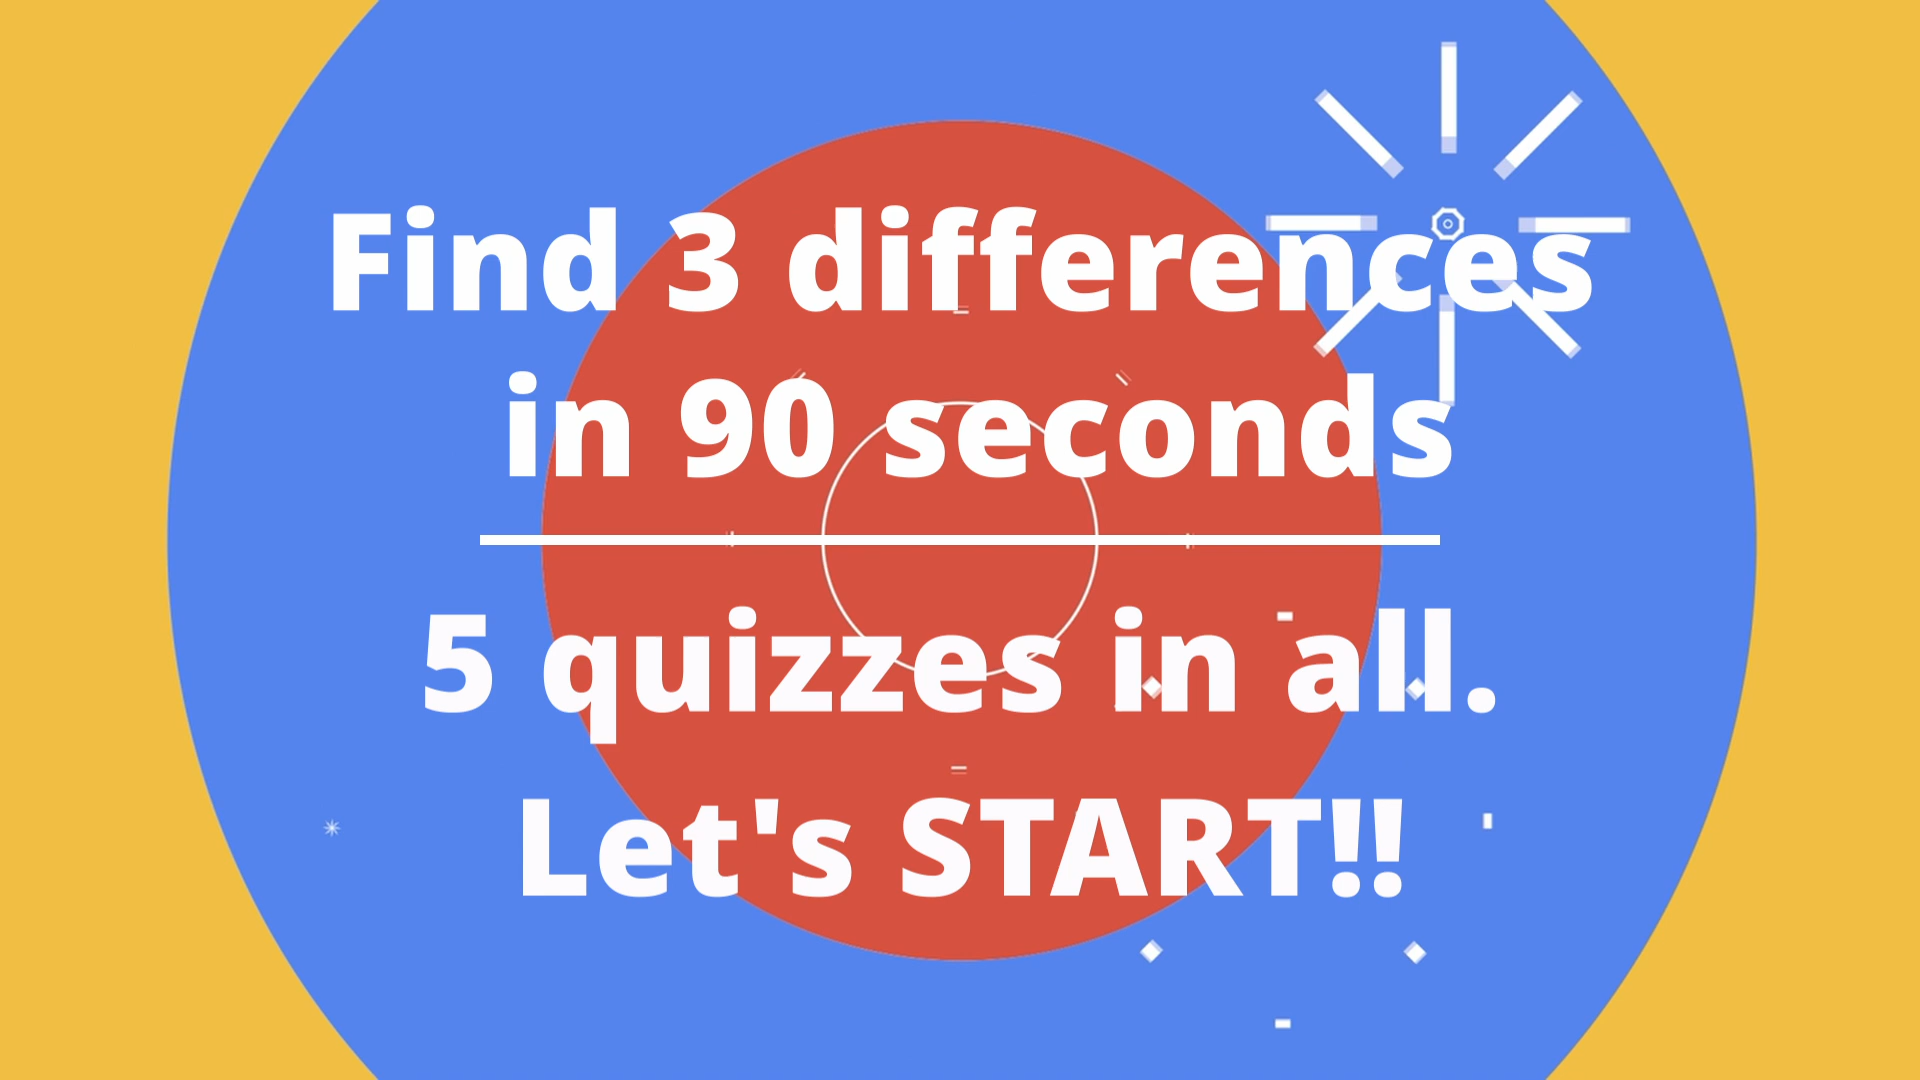 Find 3 differences
in 90 seconds
5 quizzes in all.
Let's START!!